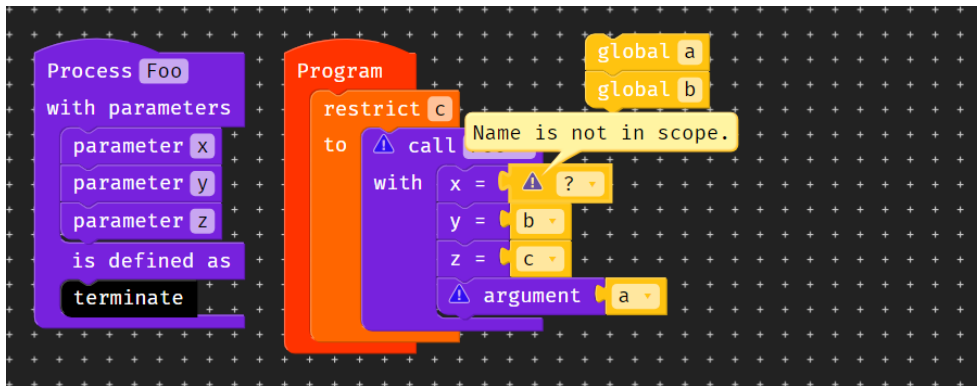 Process Foo
with parameters
parameter x
parameter y
parameter z
is defined as
terminate
Program
restrict c
to
call
with
x = ?
y = b
z = c
argument a
global a
global b
Name is not in scope.